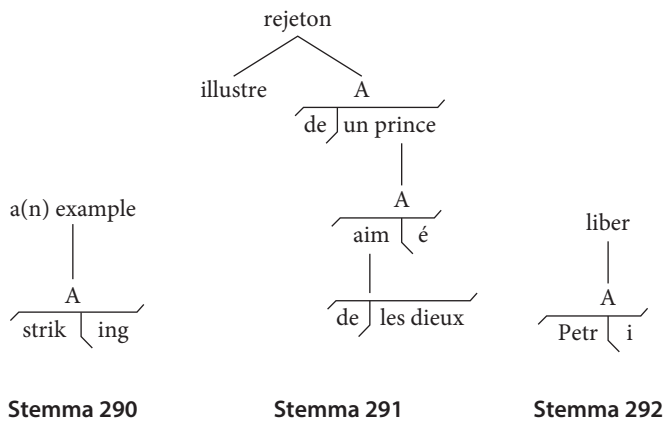 rejeton
illustre A
de un prince
A
a(n) example
aim é
liber
A
A
strik ing
de les dieux
Petr i
Stemma 290 Stemma 291 Stemma 292